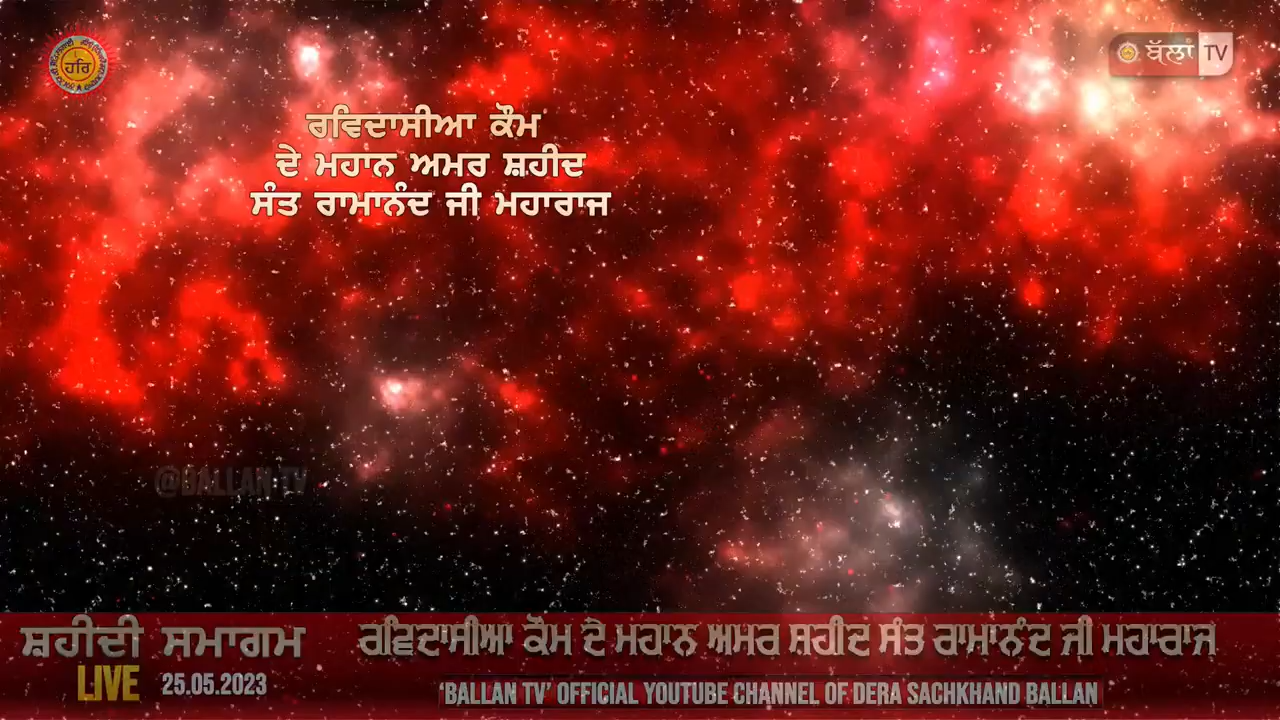 ਹਰਿ
ਬੱਲਾਂ TV
ਰਵਿਦਾਸੀਆ ਕੌਮ
ਦੇ ਮਹਾਨ ਅਮਰ ਸ਼ਹੀਦ
ਸੰਤ ਰਾਮਾਨੰਦ ਜੀ ਮਹਾਰਾਜ
@BALLAN TV
ਸ਼ਹੀਦੀ ਸਮਾਗਮ
LIVE 25.05.2023
ਰਵਿਦਾਸੀਆ ਕੌਮ ਦੇ ਮਹਾਨ ਅਮਰ ਸ਼ਹੀਦ ਸੰਤ ਰਾਮਾਨੰਦ ਜੀ ਮਹਾਰਾਜ
‘BALLAN TV’ OFFICIAL YOUTUBE CHANNEL OF DERA SACHKHAND BALLAN